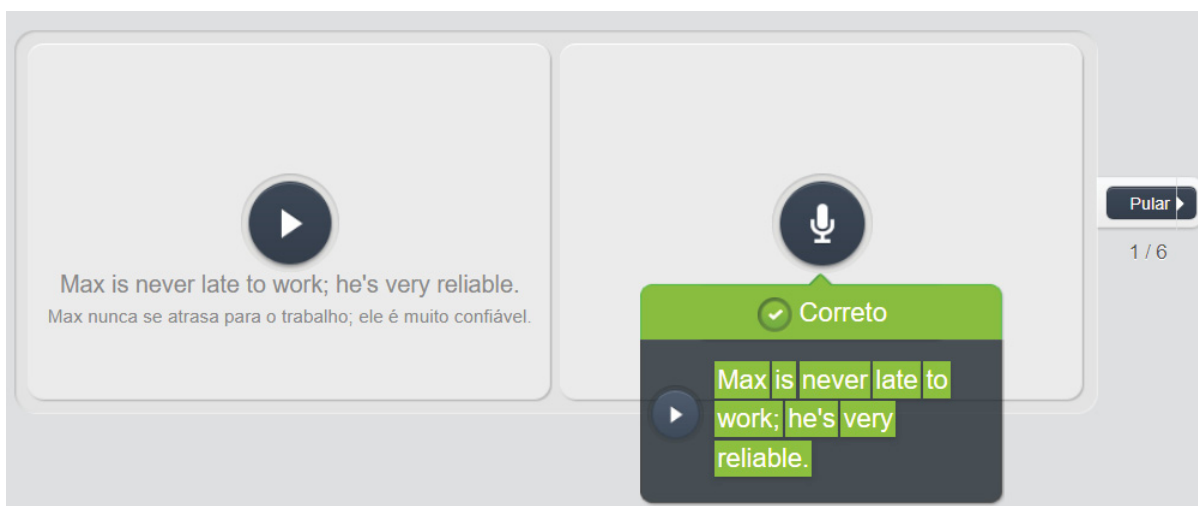 Max is never late to work; he's very reliable.
Max nunca se atrasa para o trabalho; ele é muito confiável.
Correto
Max is never late to
work; he's very
reliable.
Pular
1 / 6